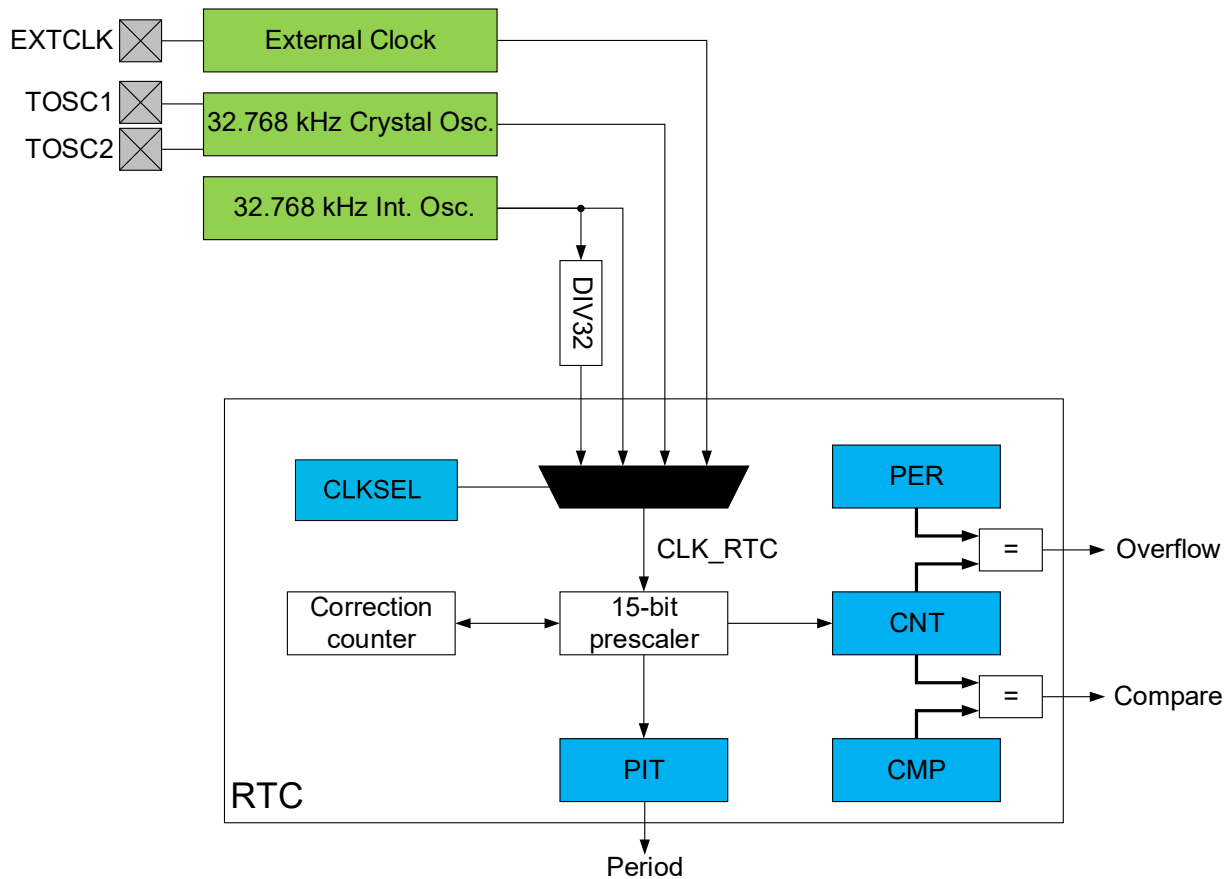 EXTCLK
External Clock
TOSC1
TOSC2
32.768 kHz Crystal Osc.
32.768 kHz Int. Osc.
DIV32
CLKSEL
PER
CLK_RTC
=
Overflow
Correction
counter
15-bit
prescaler
CNT
=
Compare
PIT
CMP
RTC
Period